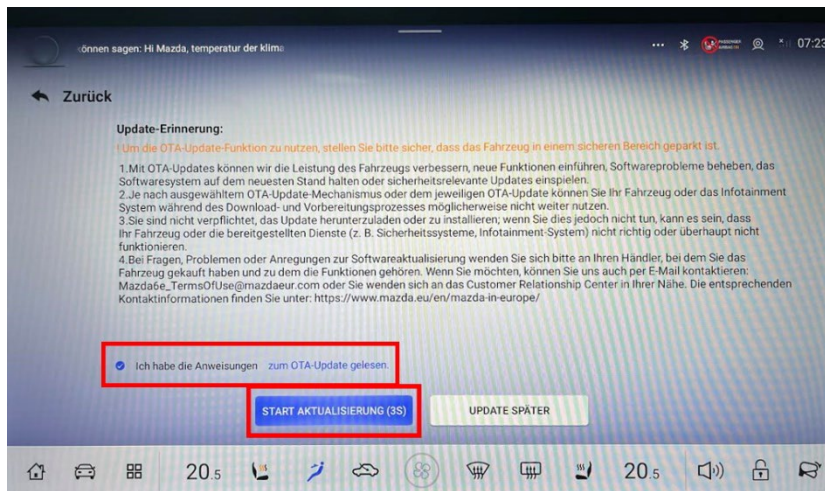 können sagen: Hi Mazda, temperatur der klima
PASSENGER
AIRBAG
07:23
Zurück
Update-Erinnerung:
! Um die OTA-Update-Funktion zu nutzen, stellen Sie bitte sicher, dass das Fahrzeug in einem sicheren Bereich geparkt ist.
1.Mit OTA-Updates können wir die Leistung des Fahrzeugs verbessern, neue Funktionen einführen, Softwareprobleme beheben, das
Softwaresystem auf dem neuesten Stand halten oder sicherheitsrelevante Updates einspielen.
2.Je nach ausgewähltem OTA-Update-Mechanismus oder dem jeweiligen OTA-Update können Sie Ihr Fahrzeug oder das Infotainment
System während des Download- und Vorbereitungsprozesses möglicherweise nicht weiter nutzen.
3.Sie sind nicht verpflichtet, das Update herunterzuladen oder zu installieren; wenn Sie dies jedoch nicht tun, kann es sein, dass
Ihr Fahrzeug oder die bereitgestellten Dienste (z. B. Sicherheitssysteme, Infotainment-System) nicht richtig oder überhaupt nicht
funktionieren.
4.Bei Fragen, Problemen oder Anregungen zur Softwareaktualisierung wenden Sie sich bitte an Ihren Händler, bei dem Sie das
Fahrzeug gekauft haben und zu dem die Funktionen gehören. Wenn Sie möchten, können Sie uns auch per E-Mail kontaktieren:
Mazda6e_TermsOfUse@mazdaeur.com oder Sie wenden sich an das Customer Relationship Center in Ihrer Nähe. Die entsprechenden
Kontaktinformationen finden Sie unter: https://www.mazda.eu/en/mazda-in-europe/
Ich habe die Anweisungen zum OTA-Update gelesen.
START AKTUALISIERUNG (3S)
UPDATE SPÄTER
20.5
20.5